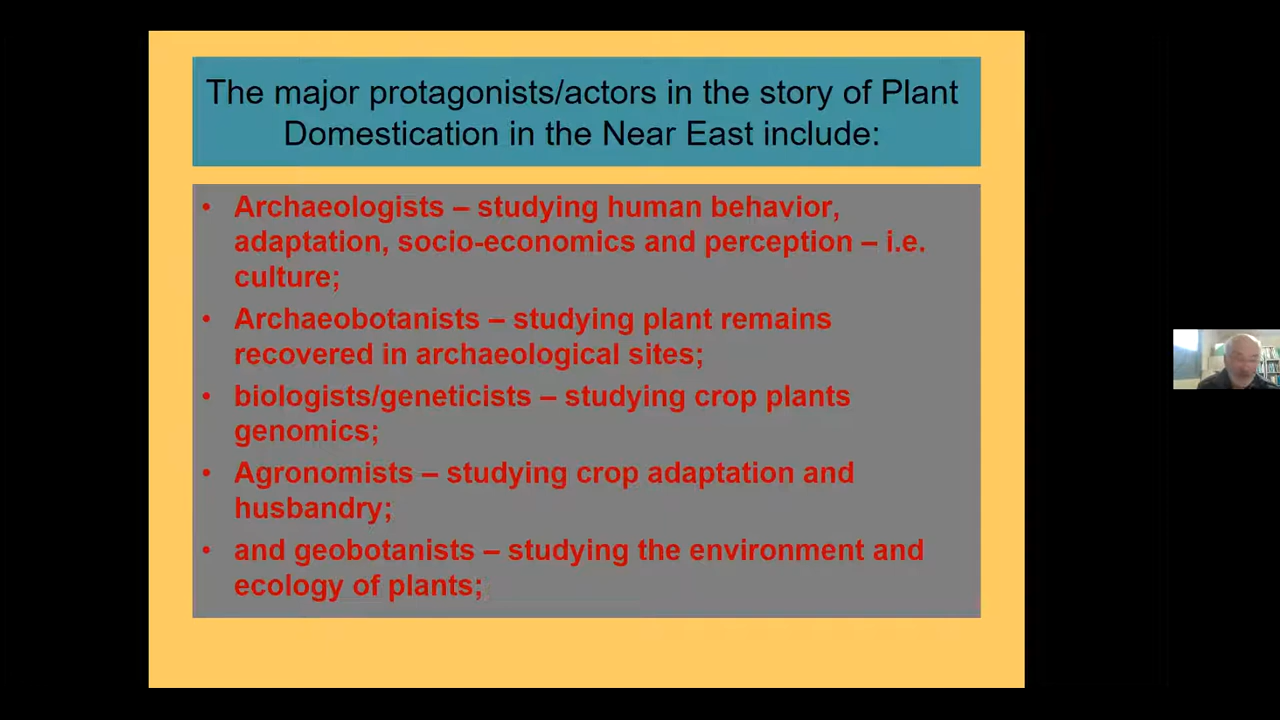 The major protagonists/actors in the story of Plant
Domestication in the Near East include:
• Archaeologists – studying human behavior,
adaptation, socio-economics and perception – i.e.
culture;
• Archaeobotanists – studying plant remains
recovered in archaeological sites;
• biologists/geneticists – studying crop plants
genomics;
• Agronomists – studying crop adaptation and
husbandry;
• and geobotanists – studying the environment and
ecology of plants;